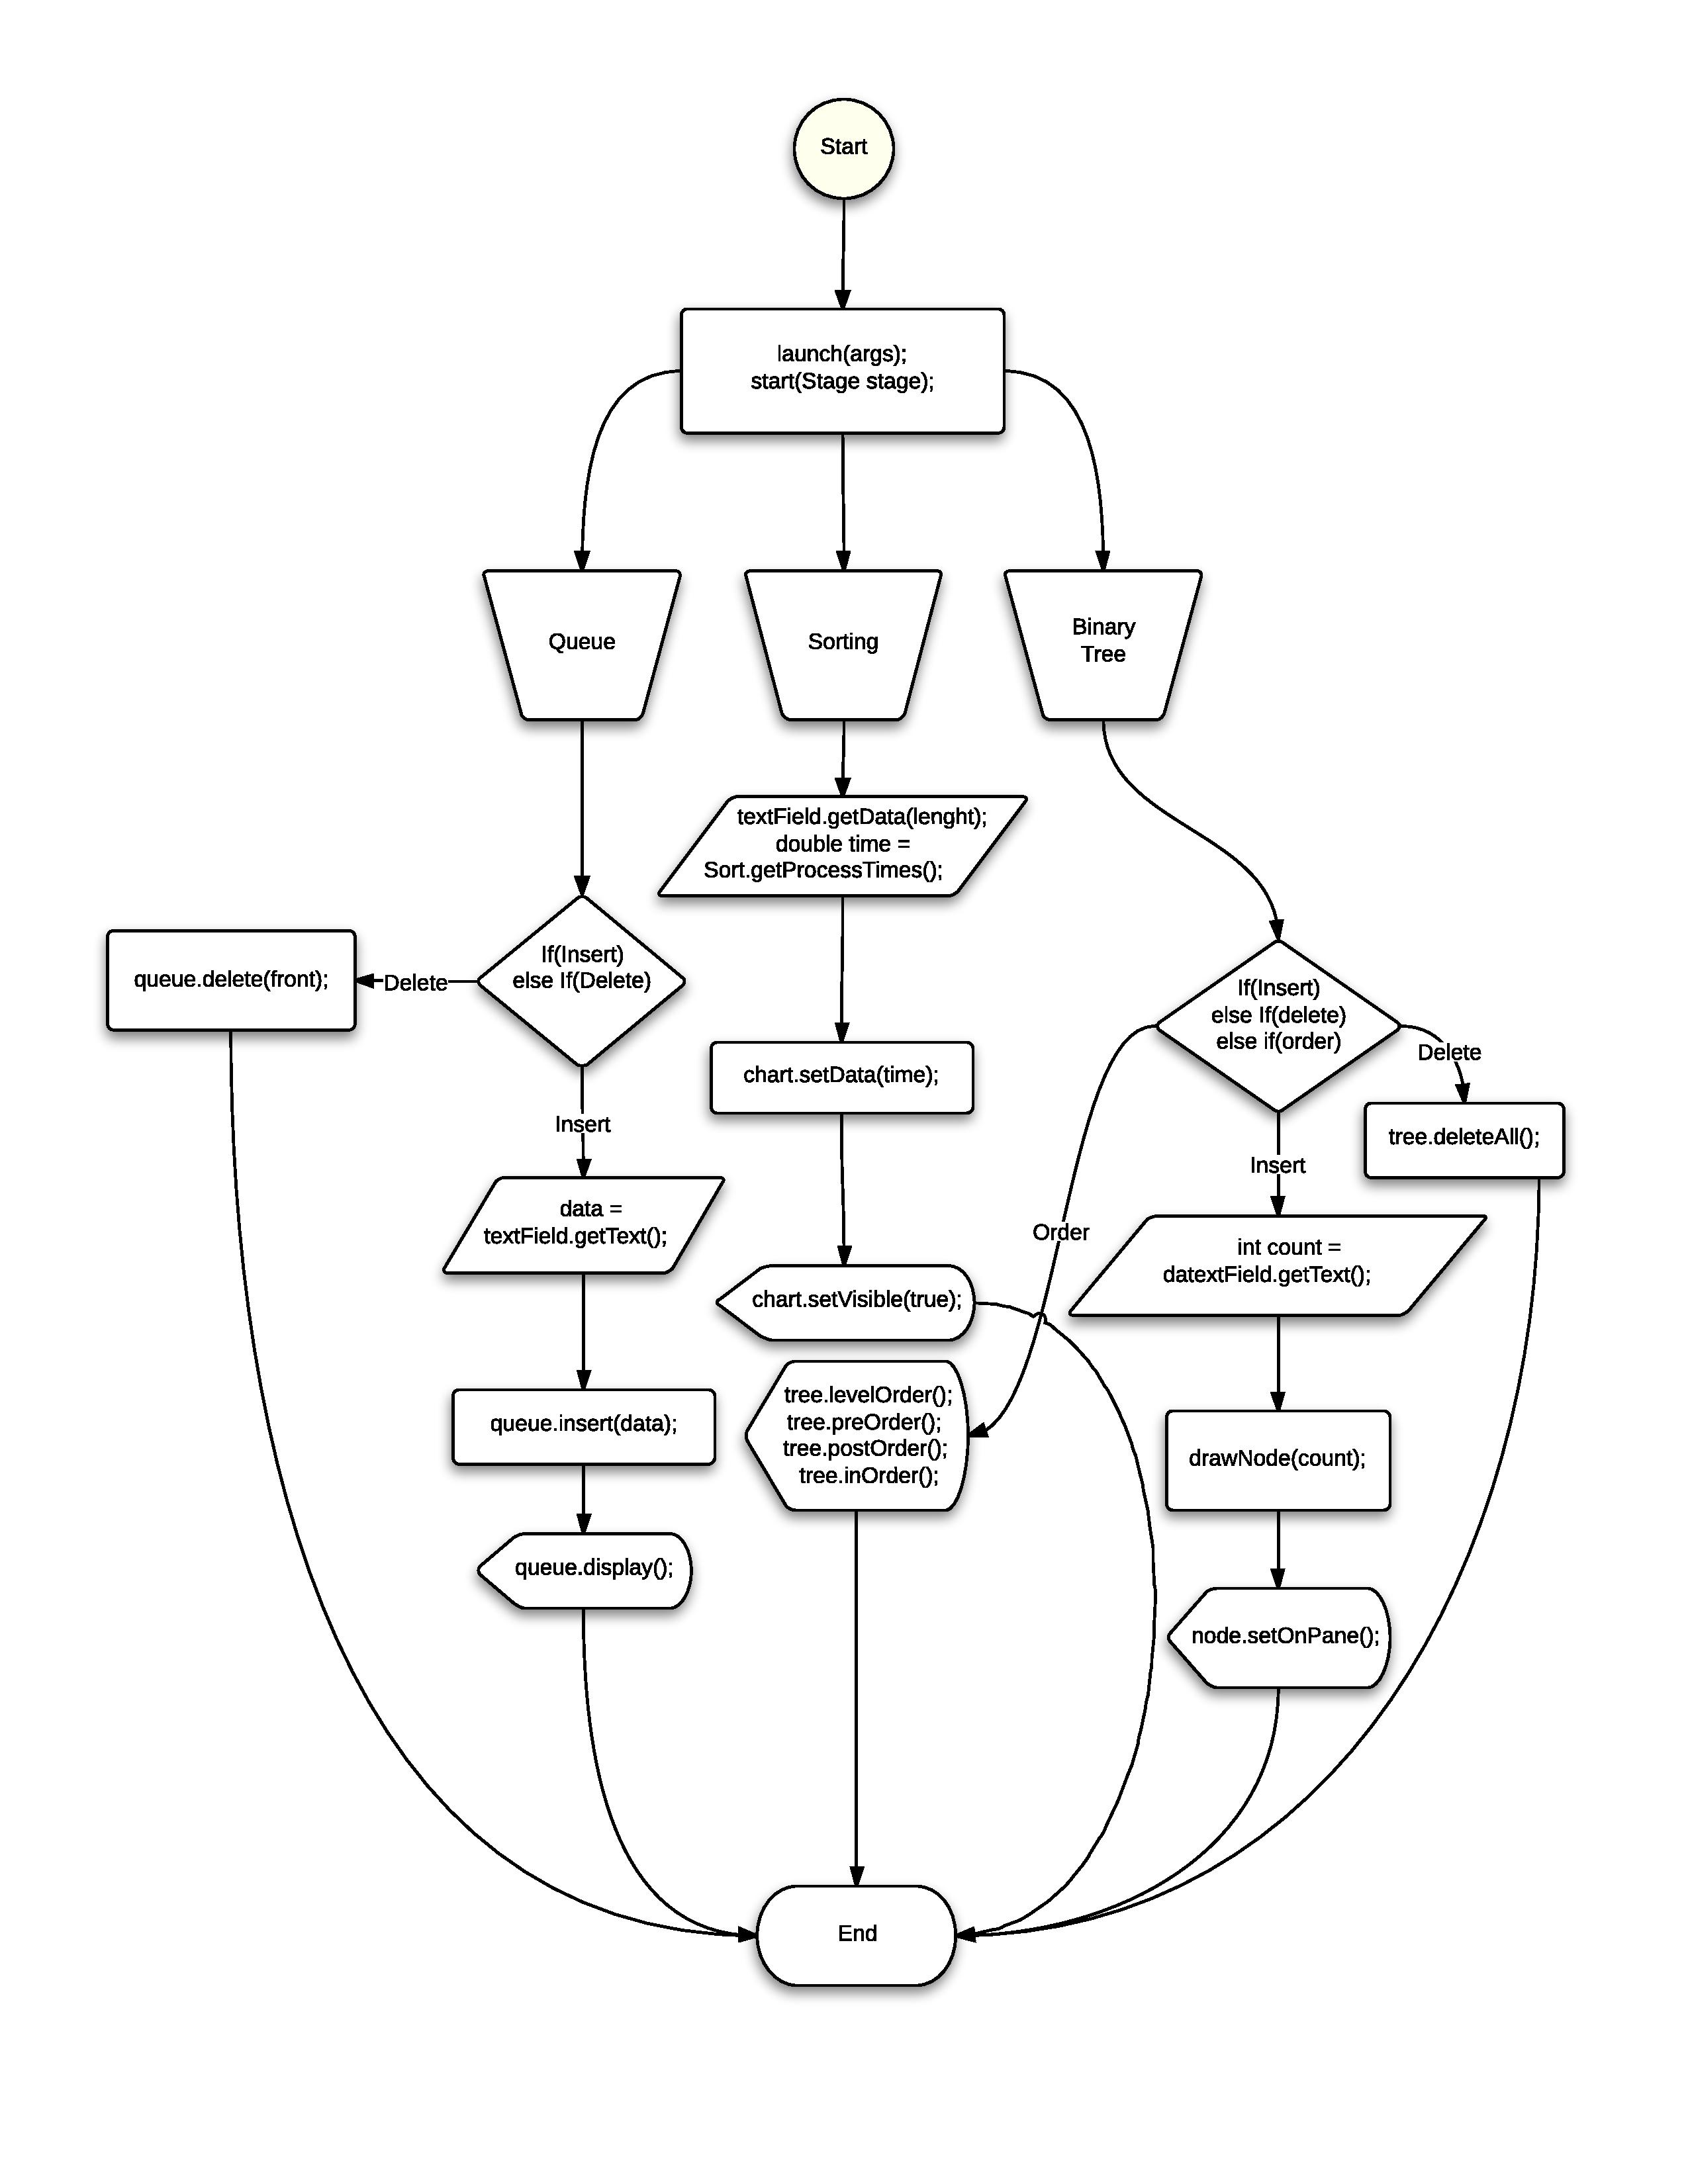 Start
launch(args);
start(Stage stage);
Queue
Sorting
Binary
Tree
textField.getData(lenght);
double time =
Sort.getProcessTimes();
If(Insert)
else If(Delete)
Delete
queue.delete(front);
Insert
data =
textField.getText();
queue.insert(data);
queue.display();
chart.setData(time);
chart.setVisible(true);
If(Insert)
else If(delete)
else if(order)
Delete
tree.deleteAll();
Insert
Order
int count =
datextField.getText();
tree.levelOrder();
tree.preOrder();
tree.postOrder();
tree.inOrder();
drawNode(count);
node.setOnPane();
End